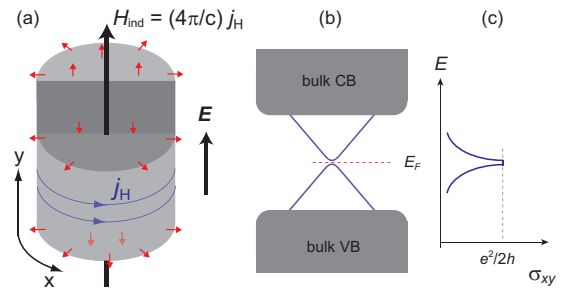 (a)
H_ind = (4π/c) j_H
E
y
j_H
x
(b)
bulk CB
E_F
bulk VB
(c)
E
e²/2h
σ_xy